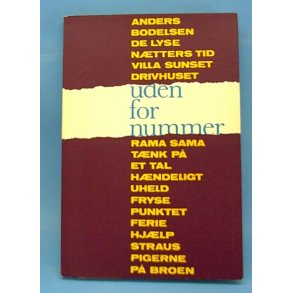 ANDERS
BODELSEN
DE LYSE
NÆTTERS TID
VILLA SUNSET
DRIVHUSET
uden
for
nummer
RAMA SAMA
TÆNK PÅ
ET TAL
HÆNDELIGT
UHELD
FRYSE
PUNKTET
FERIE
HJÆLP
STRAUS
PIGERNE
PÅ BROEN